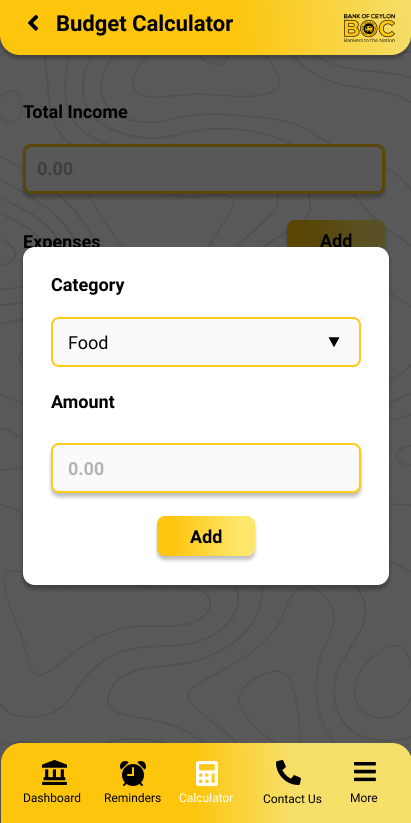 Budget Calculator
BANK OF CEYLON
BOC
Bankers to the Nation
Total Income
0.00
Expenses
Add
Category
Food
Amount
0.00
Add
Dashboard
Reminders
Calculator
Contact Us
More